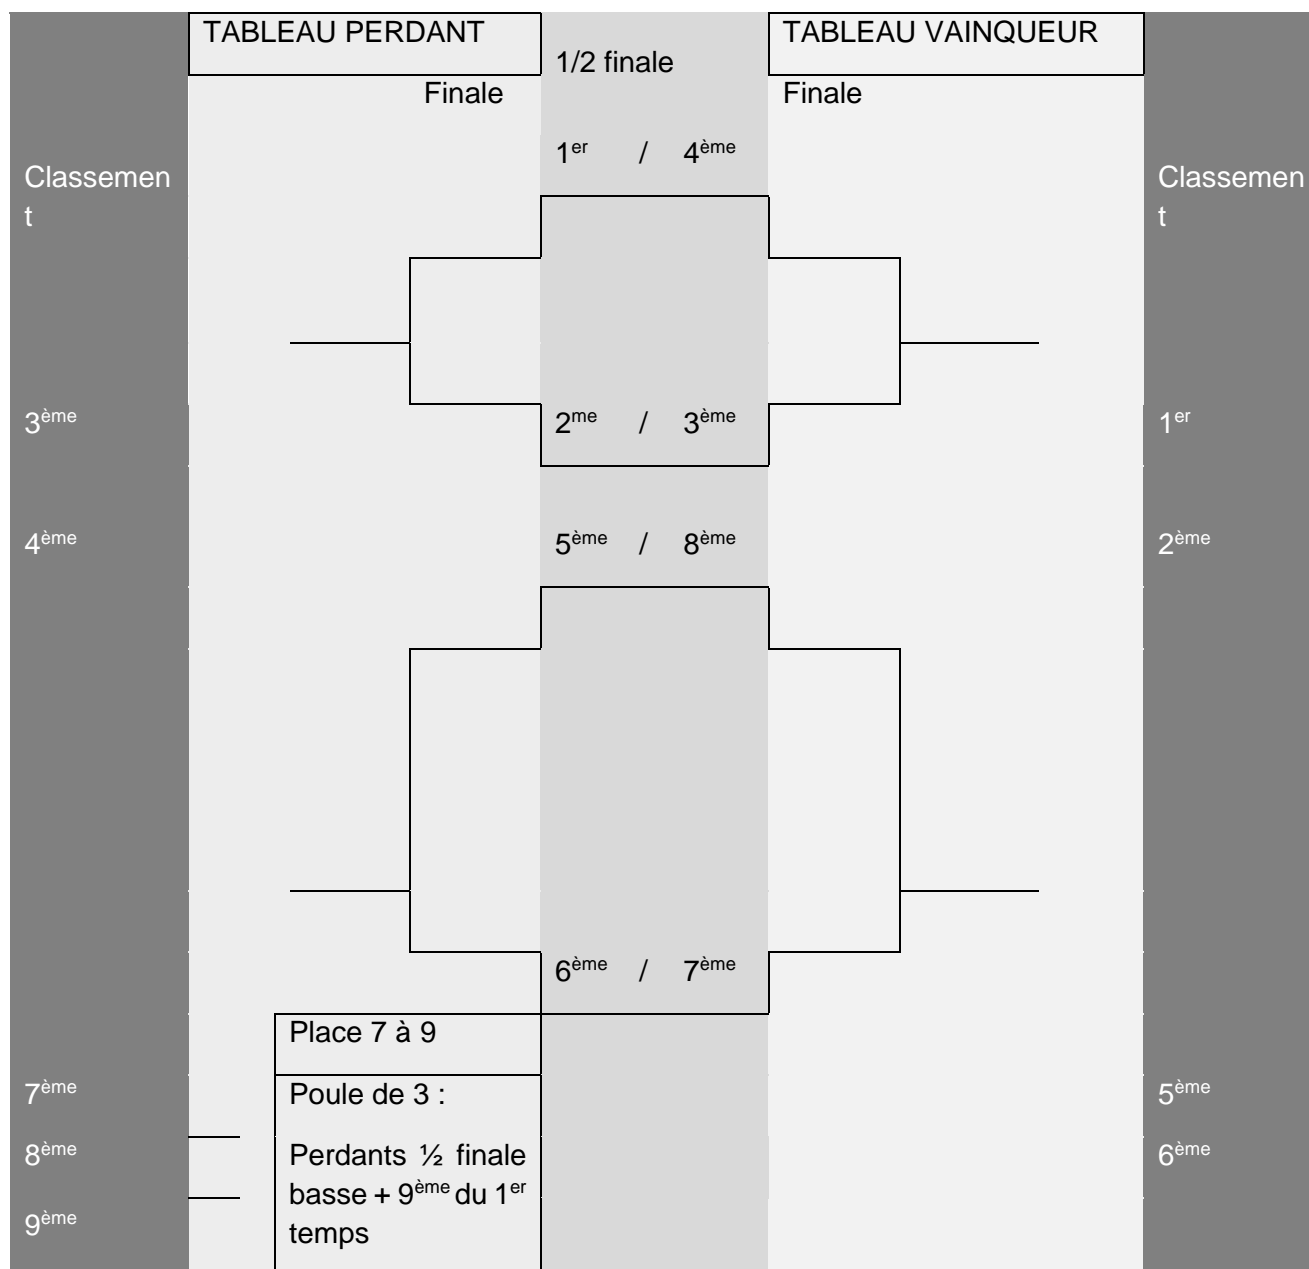 TABLEAU PERDANT
1/2 finale
TABLEAU VAINQUEUR
Finale
Finale
1er / 4ème
Classemen
t
Classemen
t
3ème
2me / 3ème
1er
4ème
5ème / 8ème
2ème
6ème / 7ème
Place 7 à 9
7ème
Poule de 3 :
5ème
8ème
Perdants ½ finale
basse + 9ème du 1er
temps
6ème
9ème